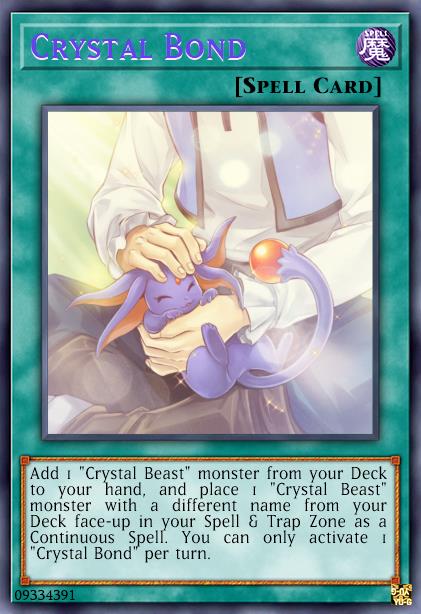 Crystal Bond
SPELL
魔
[Spell Card]
Add 1 "Crystal Beast" monster from your Deck
to your hand, and place 1 "Crystal Beast"
monster with a different name from your
Deck face-up in your Spell & Trap Zone as a
Continuous Spell. You can only activate 1
"Crystal Bond" per turn.
09334391